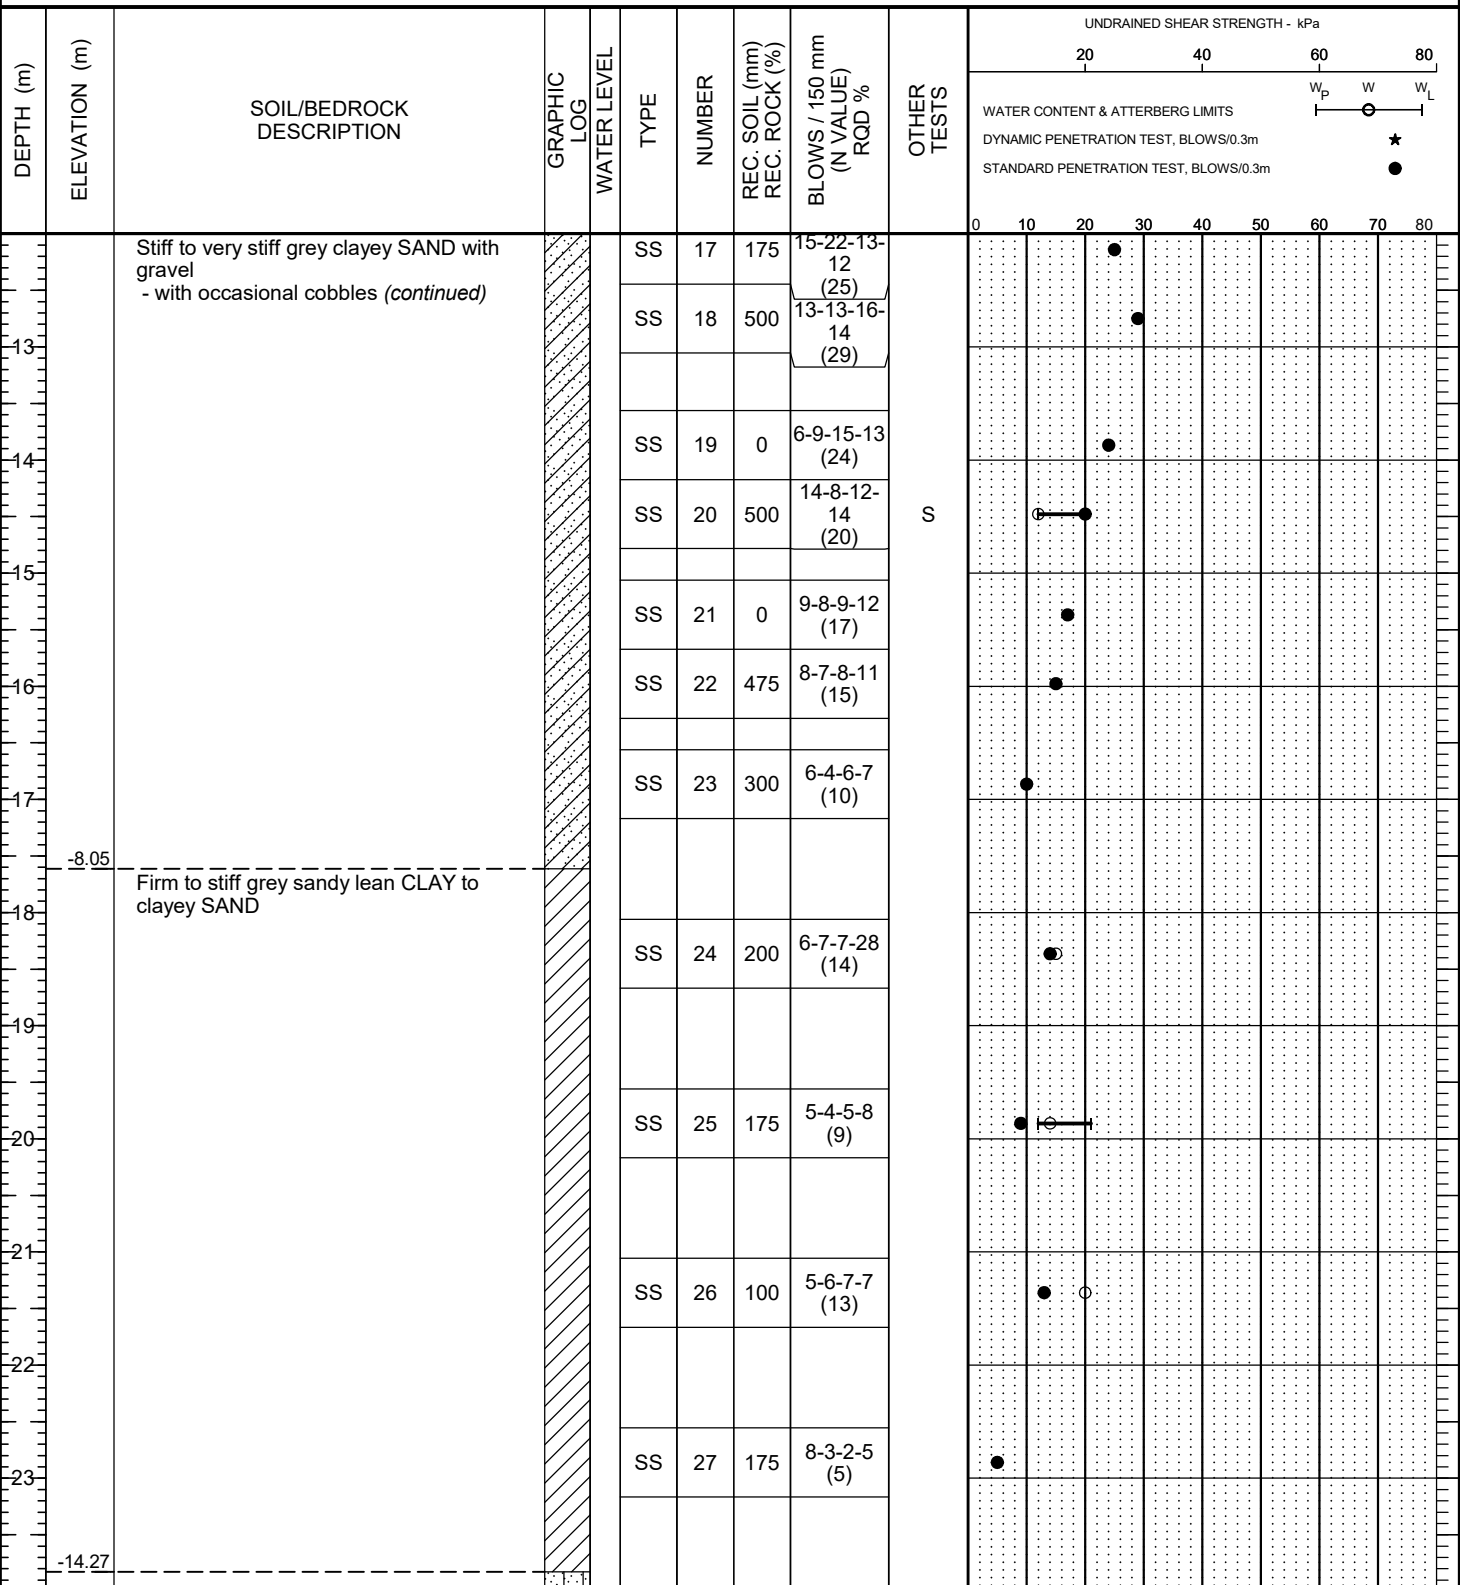 UNDRAINED SHEAR STRENGTH - kPa
20 40 60 80
DEPTH (m)
ELEVATION (m)
SOIL/BEDROCK
DESCRIPTION
GRAPHIC
LOG
WATER LEVEL
TYPE
NUMBER
REC. SOIL (mm)
REC. ROCK (%)
BLOWS / 150 mm
(N VALUE)
RQD %
OTHER
TESTS
WP W WL
WATER CONTENT & ATTERBERG LIMITS
DYNAMIC PENETRATION TEST, BLOWS/0.3m
STANDARD PENETRATION TEST, BLOWS/0.3m
0 10 20 30 40 50 60 70 80
Stiff to very stiff grey clayey SAND with
gravel
- with occasional cobbles (continued)
SS 17 175 15-22-13-
12
(25)
SS 18 500 13-13-16-
14
(29)
13
SS 19 0 6-9-15-13
(24)
14
SS 20 500 14-8-12-
14
(20)
S
15
SS 21 0 9-8-9-12
(17)
SS 22 475 8-7-8-11
(15)
16
SS 23 300 6-4-6-7
(10)
17
-8.05
Firm to stiff grey sandy lean CLAY to
clayey SAND
18
SS 24 200 6-7-7-28
(14)
19
SS 25 175 5-4-5-8
(9)
20
21
SS 26 100 5-6-7-7
(13)
22
SS 27 175 8-3-2-5
(5)
23
-14.27